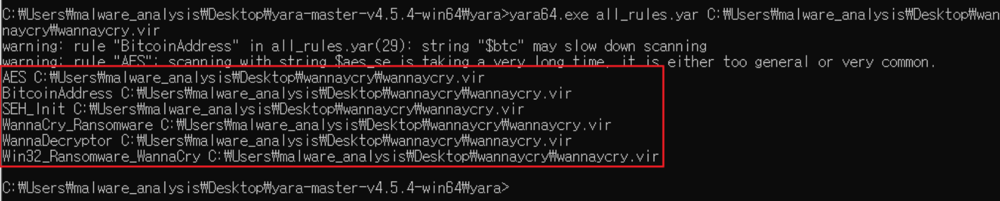 C:₩Users₩malware_analysis₩Desktop₩yara-master-v4.5.4-win64₩yara>yara64.exe all_rules.yar C:₩Users₩malware_analysis₩Desktop₩wan
naycry₩wannaycry.vir
warning: rule "BitcoinAddress" in all_rules.yar(29): string "$btc" may slow down scanning
warning: rule "AES": scanning with string $aes_se is taking a very long time, it is either too general or very common.
AES C:₩Users₩malware_analysis₩Desktop₩wannaycry₩wannaycry.vir
BitcoinAddress C:₩Users₩malware_analysis₩Desktop₩wannaycry₩wannaycry.vir
SEH_Init C:₩Users₩malware_analysis₩Desktop₩wannaycry₩wannaycry.vir
WannaCry_Ransomware C:₩Users₩malware_analysis₩Desktop₩wannaycry₩wannaycry.vir
WannaDecryptor C:₩Users₩malware_analysis₩Desktop₩wannaycry₩wannaycry.vir
Win32_Ransomware_WannaCry C:₩Users₩malware_analysis₩Desktop₩wannaycry₩wannaycry.vir
C:₩Users₩malware_analysis₩Desktop₩yara-master-v4.5.4-win64₩yara>